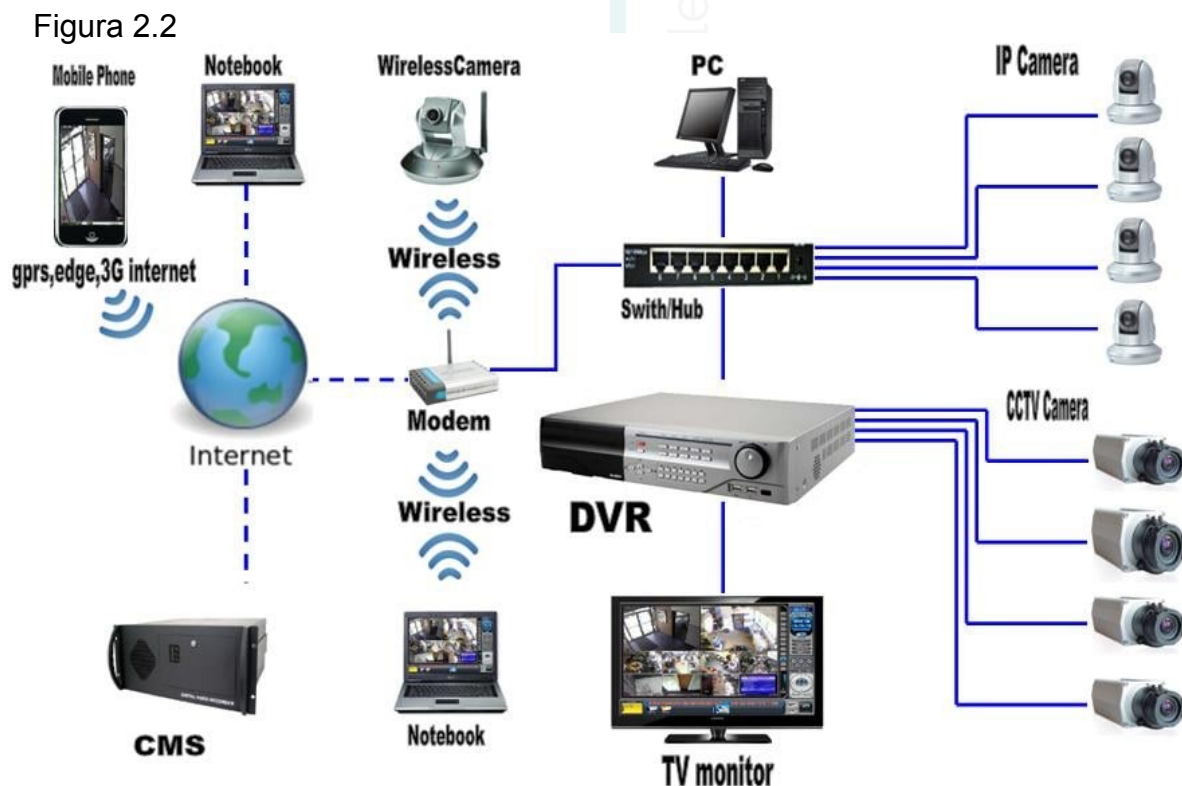 Figura 2.2
Mobile Phone
Notebook
WirelessCamera
PC
IP Camera
gprs,edge,3G internet
Wireless
Swith/Hub
Internet
Modem
CCTV Camera
Wireless
DVR
CMS
Notebook
TV monitor